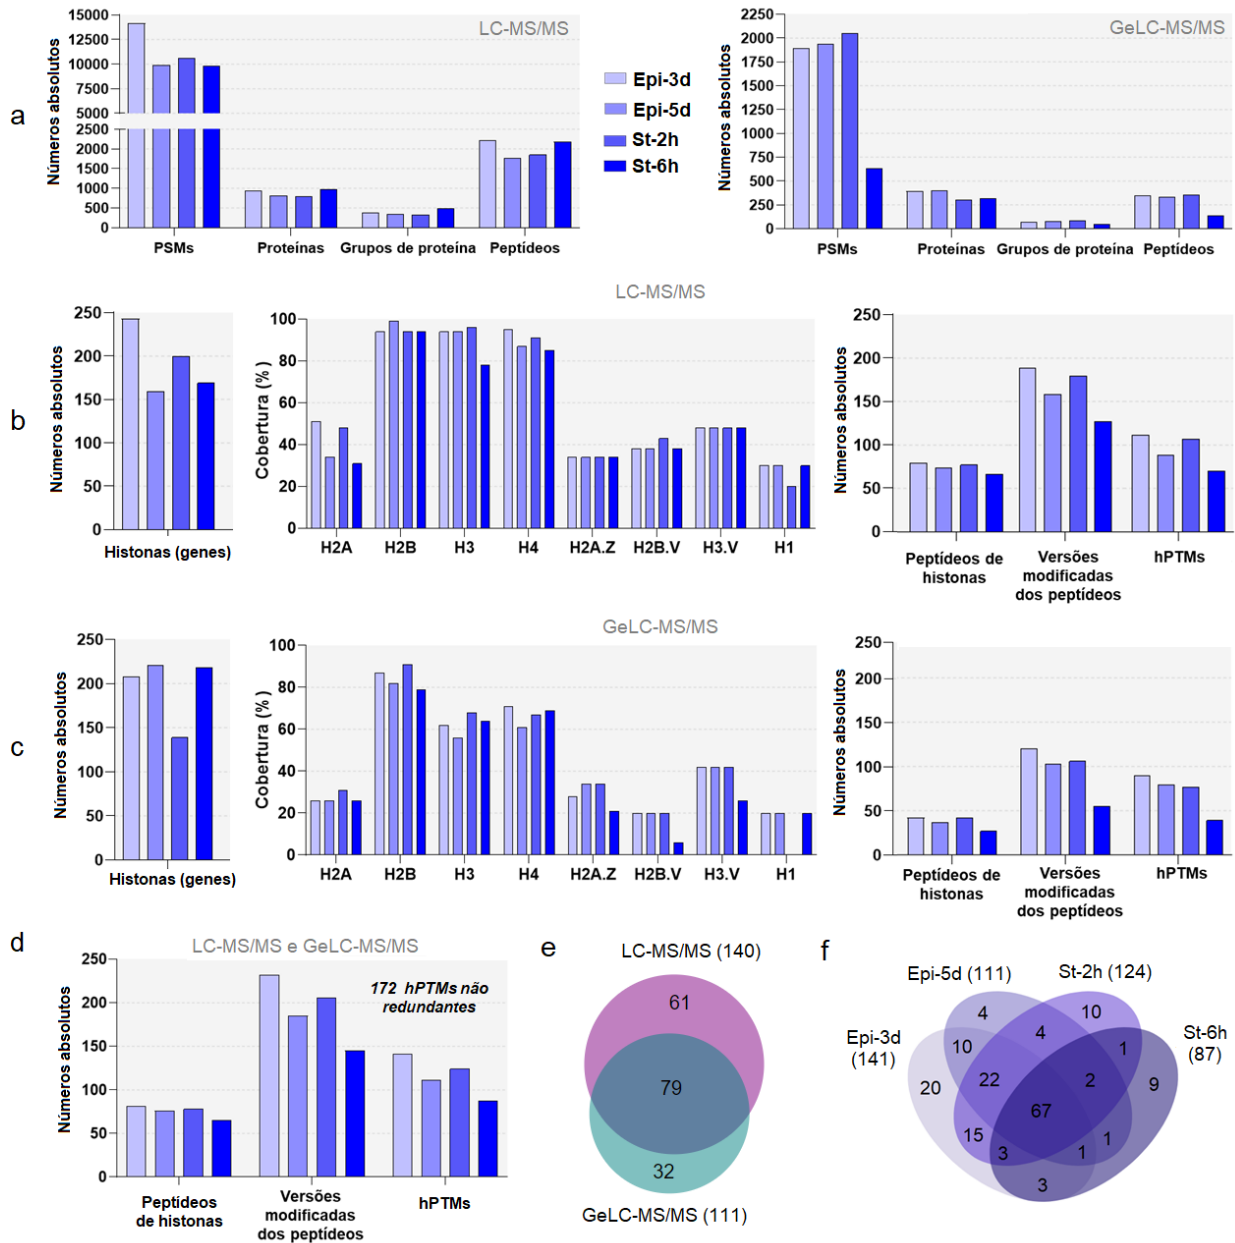 a
LC-MS/MS
Números absolutos
15000
12500
10000
7500
5000
2500
2000
1500
1000
500
0
PSMs Proteínas Grupos de proteína Peptídeos
Epi-3d
Epi-5d
St-2h
St-6h
GeLC-MS/MS
Números absolutos
2250
2000
1750
1500
1250
1000
750
500
250
0
PSMs Proteínas Grupos de proteína Peptídeos
b
LC-MS/MS
Números absolutos
250
200
150
100
50
0
Histonas (genes)
Cobertura (%)
100
80
60
40
20
0
H2A H2B H3 H4 H2A.Z H2B.V H3.V H1
Números absolutos
250
200
150
100
50
0
Peptídeos de
histonas
Versões
modificadas
dos peptídeos
hPTMs
c
GeLC-MS/MS
Números absolutos
250
200
150
100
50
0
Histonas (genes)
Cobertura (%)
100
80
60
40
20
0
H2A H2B H3 H4 H2A.Z H2B.V H3.V H1
Números absolutos
250
200
150
100
50
0
Peptídeos de
histonas
Versões
modificadas
dos peptídeos
hPTMs
d
LC-MS/MS e GeLC-MS/MS
Números absolutos
250
200
150
100
50
0
172 hPTMs não
redundantes
Peptídeos
de histonas
Versões
modificadas
dos peptídeos
hPTMs
e
LC-MS/MS (140)
61
79
32
GeLC-MS/MS (111)
f
Epi-5d (111)
St-2h (124)
Epi-3d
(141)
St-6h
(87)
4
10
10
4
1
20
22
2
9
67
15
3
1
1
3